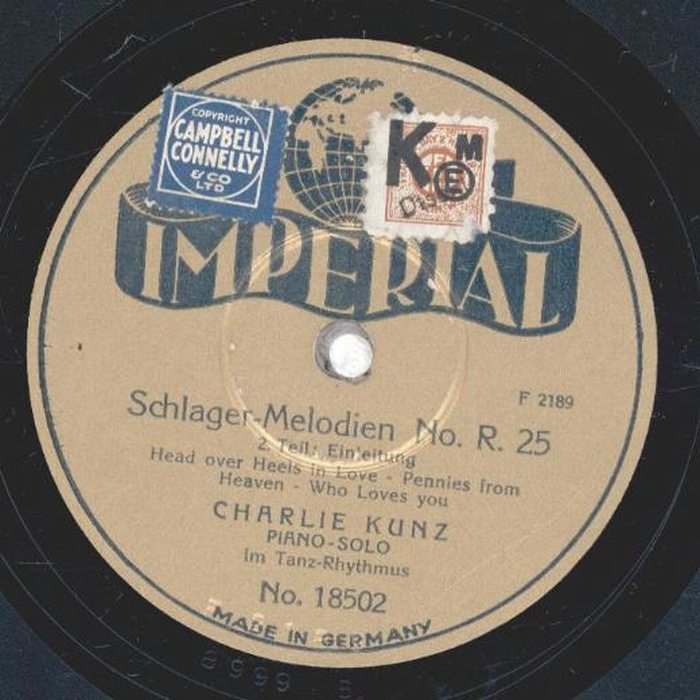 COPYRIGHT
CAMPBELL
CONNELLY
& CO
LTD
K M
E
IMPERIAL
F 2189
Schlager-Melodien No. R. 25
2. Teil: Einleitung
Head over Heels in Love - Pennies from
Heaven - Who Loves you
CHARLIE KUNZ
PIANO-SOLO
im Tanz-Rhythmus
No. 18502
MADE IN GERMANY